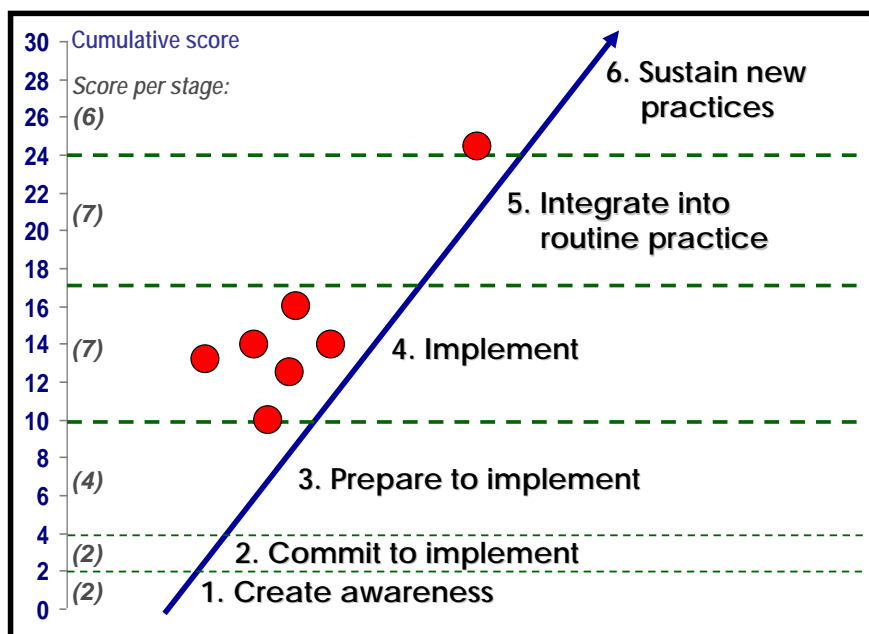 30 Cumulative score
28
Score per stage:
6. Sustain new
practices
26 (6)
24
22
5. Integrate into
20 (7)
routine practice
18
16
14 (7)
4. Implement
12
10
8
(4)
3. Prepare to implement
6
4
(2)
2. Commit to implement
2
(2)
1. Create awareness
0